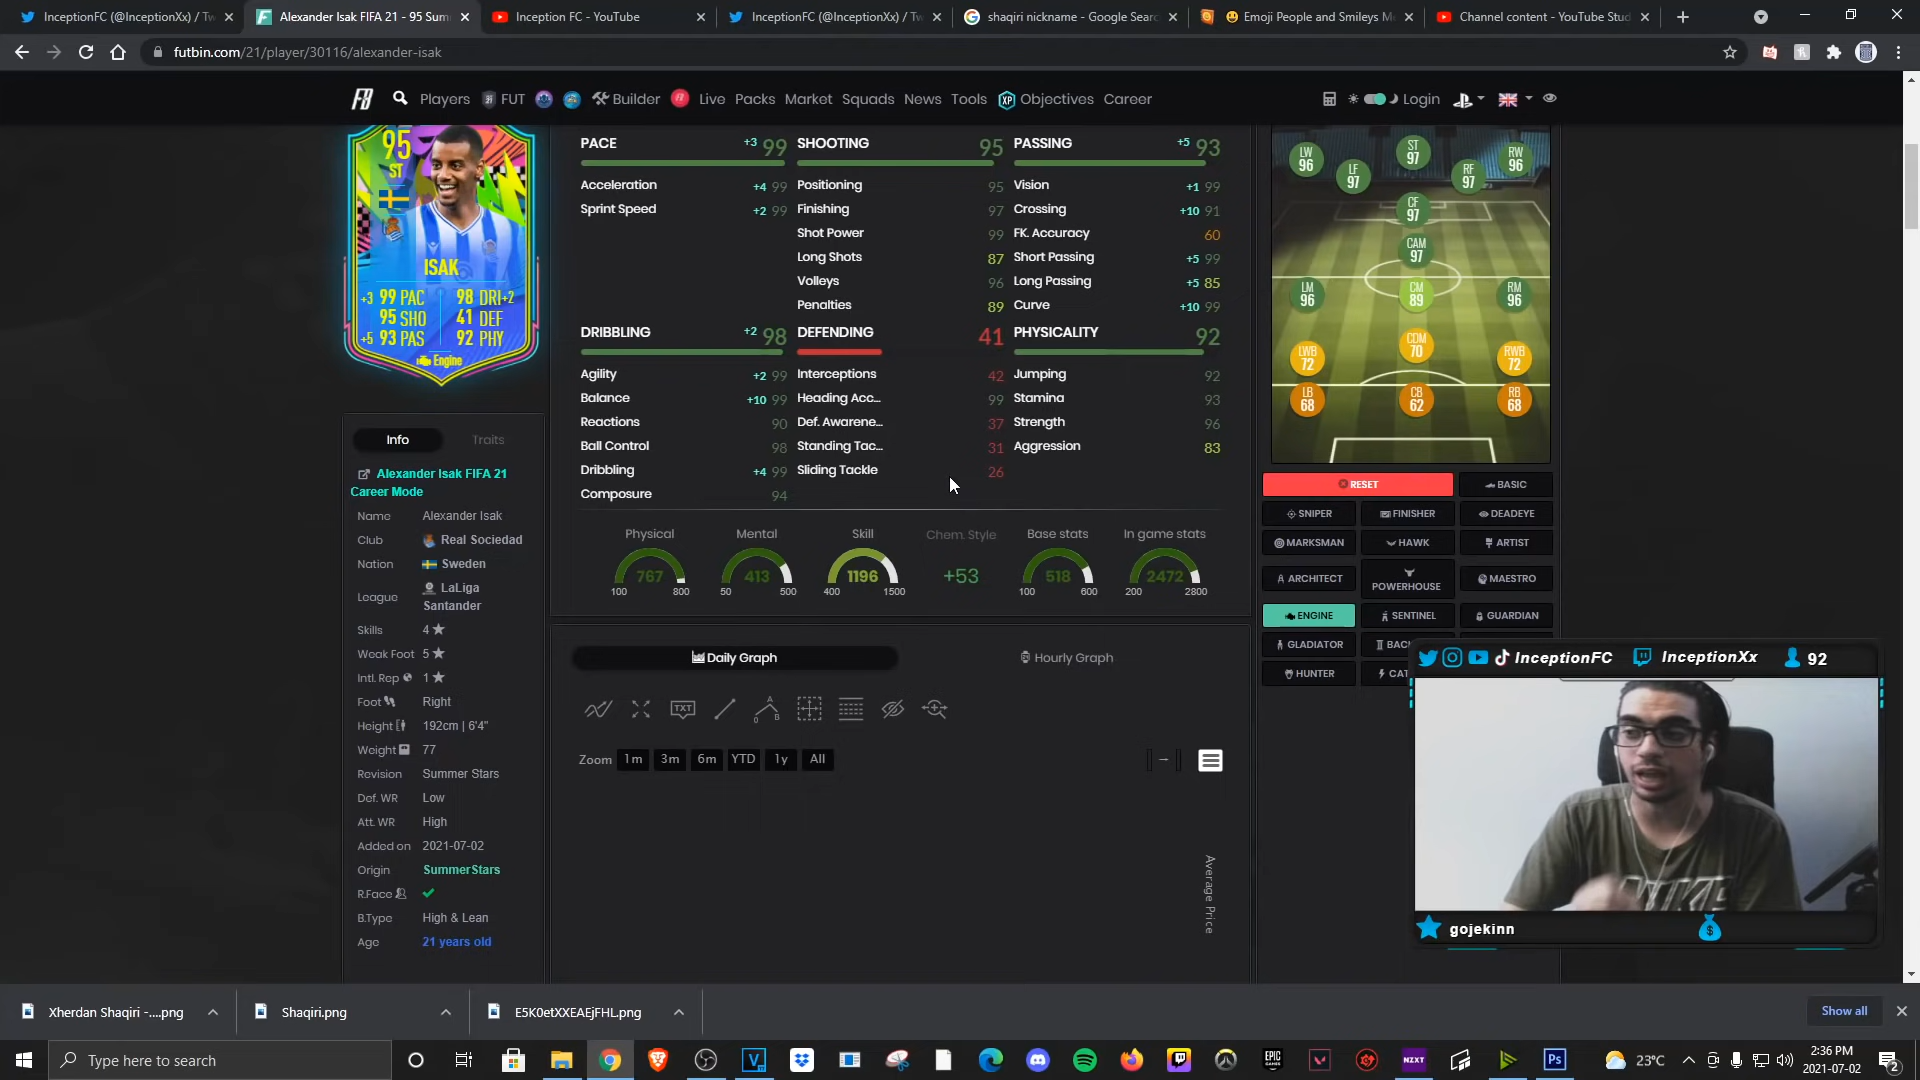 InceptionFC (@InceptionXx) / Tw
Alexander Isak FIFA 21 - 95 Sum
Inception FC - YouTube
InceptionFC (@InceptionXx) / Tw
shaqiri nickname - Google Searc
Emoji People and Smileys M
Channel content - YouTube Stud
futbin.com/21/player/30116/alexander-isak
Players FUT Builder Live Packs Market Squads News Tools XP Objectives Career Login
95
ST
ISAK
+3 99 PAC 98 DRI+2
95 SHO 41 DEF
+5 93 PAS 92 PHY
Engine
PACE +3 99
Acceleration +4 99
Sprint Speed +2 99
SHOOTING 95
Positioning 95
Finishing 97
Shot Power 99
Long Shots 87
Volleys 96
Penalties 89
PASSING +5 93
Vision +1 99
Crossing +10 91
FK. Accuracy 60
Short Passing +5 99
Long Passing +5 85
Curve +10 99
DRIBBLING +2 98
Agility +2 99
Balance +10 99
Reactions 90
Ball Control 98
Dribbling +4 99
Composure 94
DEFENDING 41
Interceptions 42
Heading Acc... 99
Def. Awarene... 37
Standing Tac... 31
Sliding Tackle 26
PHYSICALITY 92
Jumping 92
Stamina 93
Strength 96
Aggression 83
Physical Mental Skill Chem. Style Base stats In game stats
767 413 1196 +53 518 2472
100 800 50 500 400 1500 100 600 200 2800
LW 96
ST 97
RW 96
LF 97
RF 97
CF 97
CAM 97
LM 96
CM 89
RM 96
LWB 72
CDM 70
RWB 72
LB 68
CB 62
RB 68
RESET BASIC
SNIPER FINISHER DEADEYE
MARKSMAN HAWK ARTIST
ARCHITECT POWERHOUSE MAESTRO
ENGINE SENTINEL GUARDIAN
GLADIATOR BAC
HUNTER CAT
Info Traits
Alexander Isak FIFA 21
Career Mode
Name Alexander Isak
Club Real Sociedad
Nation Sweden
League LaLiga Santander
Skills 4
Weak Foot 5
Intl. Rep 1
Foot Right
Height 192cm | 6'4"
Weight 77
Revision Summer Stars
Def. WR Low
Att. WR High
Added on 2021-07-02
Origin SummerStars
R.Face
B.Type High & Lean
Age 21 years old
Daily Graph Hourly Graph
TXT
Zoom 1m 3m 6m YTD 1y All
→
Average Price
InceptionFC InceptionXx 92
NIKE
gojekinn
Xherdan Shaqiri -....png
Shaqiri.png
E5K0etXXEAEjFHL.png
Show all
Type here to search
NZXT
EPIC GAMES
Ps
23°C
2:36 PM
2021-07-02
2